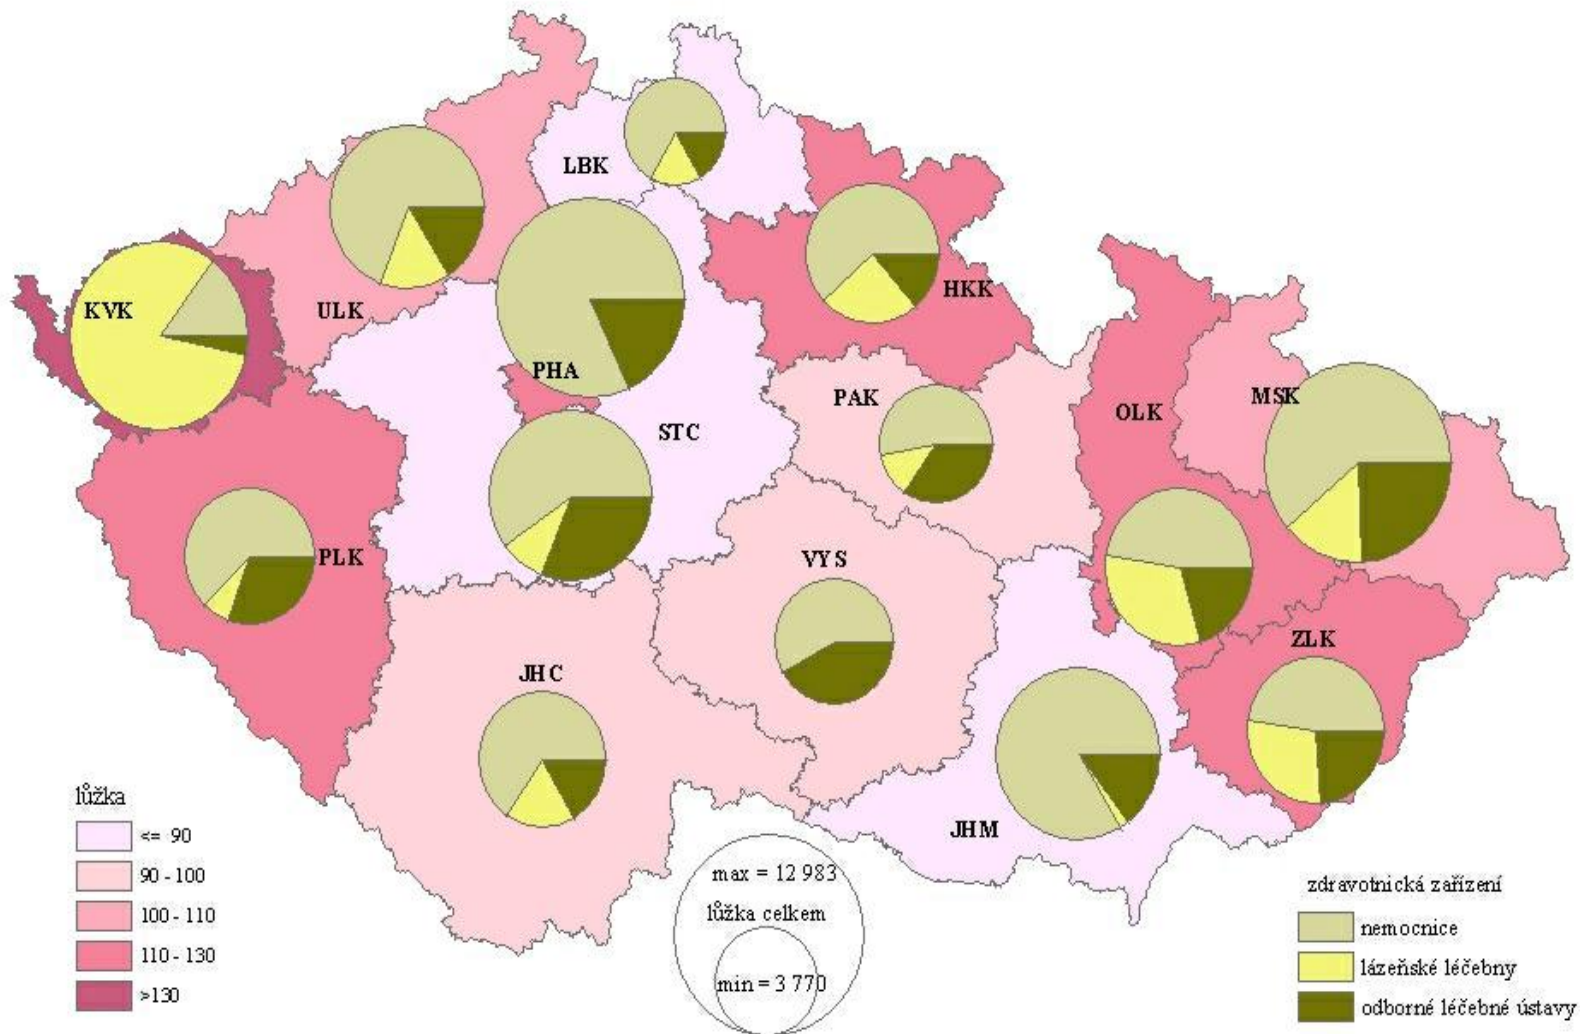 LBK
KVK
ULK
HKK
PHA
PAK
OLK
MSK
STC
PLK
VYS
ZLK
JHC
JHM
lůžka
<= 90
90 - 100
100 - 110
110 - 130
>130
max = 12 983
lůžka celkem
min = 3 770
zdravotnická zařízení
nemocnice
lázeňské léčebny
odborné léčebné ústavy